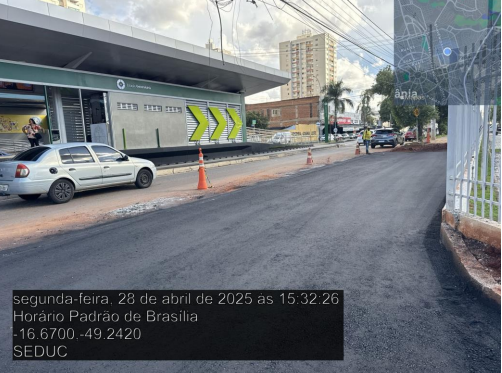 ânia
segunda-feira, 28 de abril de 2025 às 15:32:26
Horário Padrão de Brasília
-16.6700,-49.2420
SEDUC